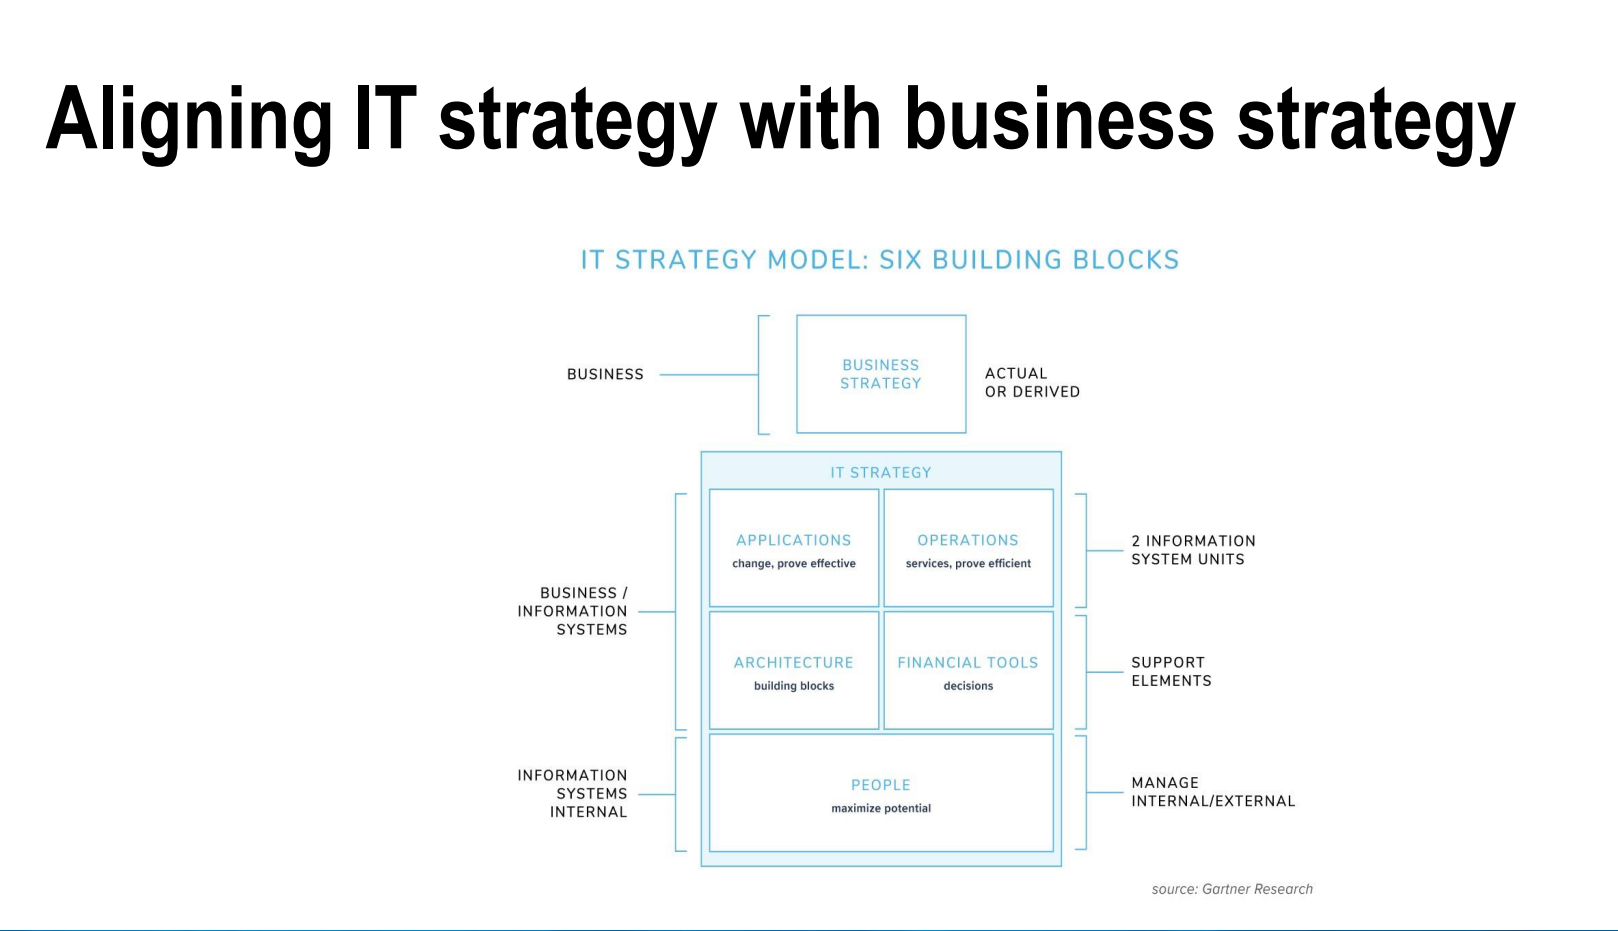 Aligning IT strategy with business strategy
IT STRATEGY MODEL: SIX BUILDING BLOCKS
BUSINESS
BUSINESS
STRATEGY
ACTUAL
OR DERIVED
IT STRATEGY
APPLICATIONS
change, prove effective
OPERATIONS
services, prove efficient
2 INFORMATION
SYSTEM UNITS
BUSINESS /
INFORMATION
SYSTEMS
ARCHITECTURE
building blocks
FINANCIAL TOOLS
decisions
SUPPORT
ELEMENTS
INFORMATION
SYSTEMS
INTERNAL
PEOPLE
maximize potential
MANAGE
INTERNAL/EXTERNAL
source: Gartner Research